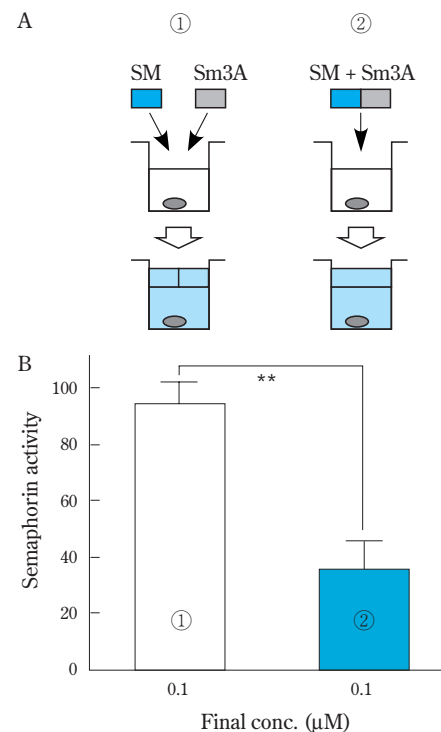 A ① ②
SM Sm3A SM + Sm3A
B
Semaphorin activity
100
80
60
40
20
0
**
① ②
0.1 0.1
Final conc. (μM)